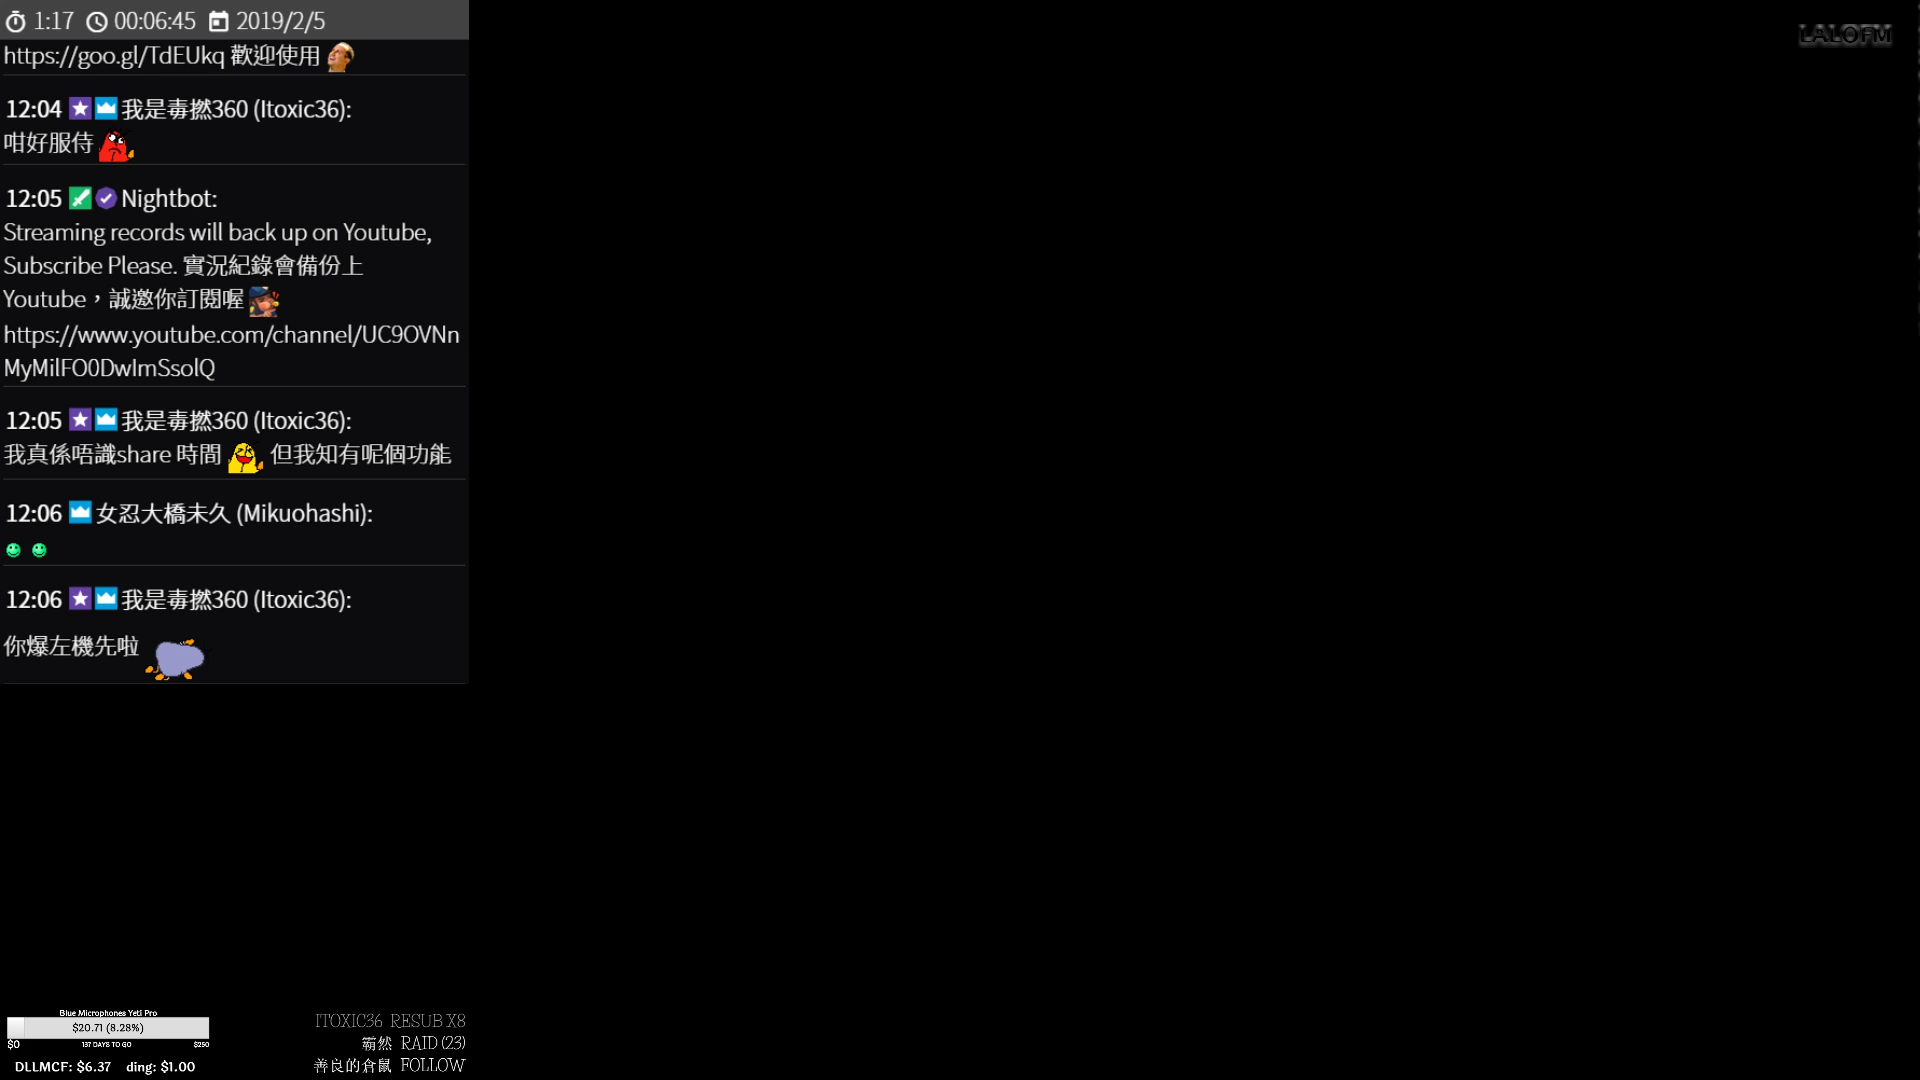 1:17 00:06:45 2019/2/5
https://goo.gl/TdEUkq 歡迎使用
12:04 我是毒撚360 (Itoxic36):
咁好服侍
12:05 Nightbot:
Streaming records will back up on Youtube,
Subscribe Please. 實況紀錄會備份上
Youtube，誠邀你訂閱喔
https://www.youtube.com/channel/UC9OVNn
MyMilFO0DwImSsolQ
12:05 我是毒撚360 (Itoxic36):
我真係唔識share 時間 但我知有呢個功能
12:06 女忍大橋未久 (Mikuohashi):
12:06 我是毒撚360 (Itoxic36):
你爆左機先啦
LALOFM
Blue Microphones Yeti Pro
$20.71 (8.28%)
$0 137 DAYS TO GO $250
DLLMCF: $6.37 ding: $1.00
ITOXIC36 RESUB X8
霸然 RAID (23)
善良的倉鼠 FOLLOW